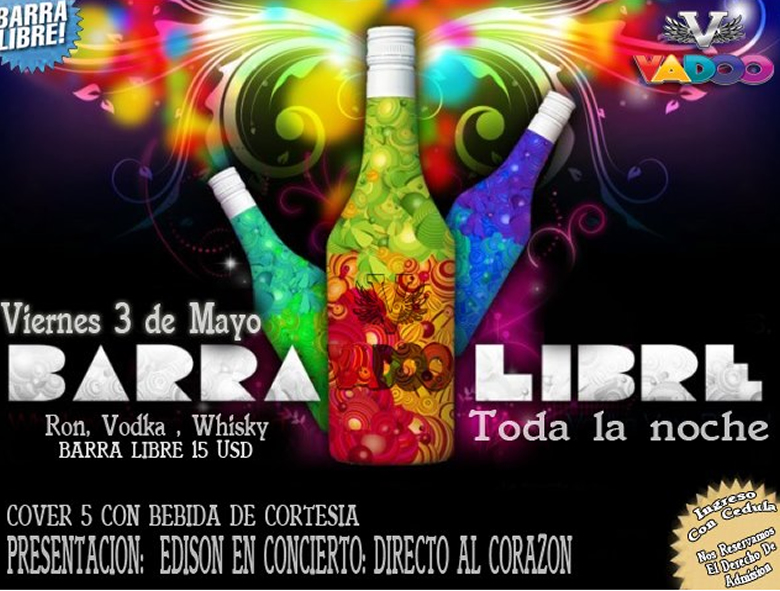 BARRA
LIBRE!
V
VADOO
Viernes 3 de Mayo
BARRA LIBRE
Ron, Vodka , Whisky
BARRA LIBRE 15 USD
Toda la noche
COVER 5 CON BEBIDA DE CORTESIA
PRESENTACION: EDISON EN CONCIERTO: DIRECTO AL CORAZON
Ingreso
Con Cedula
Nos Reservamos
El Derecho De
Admision